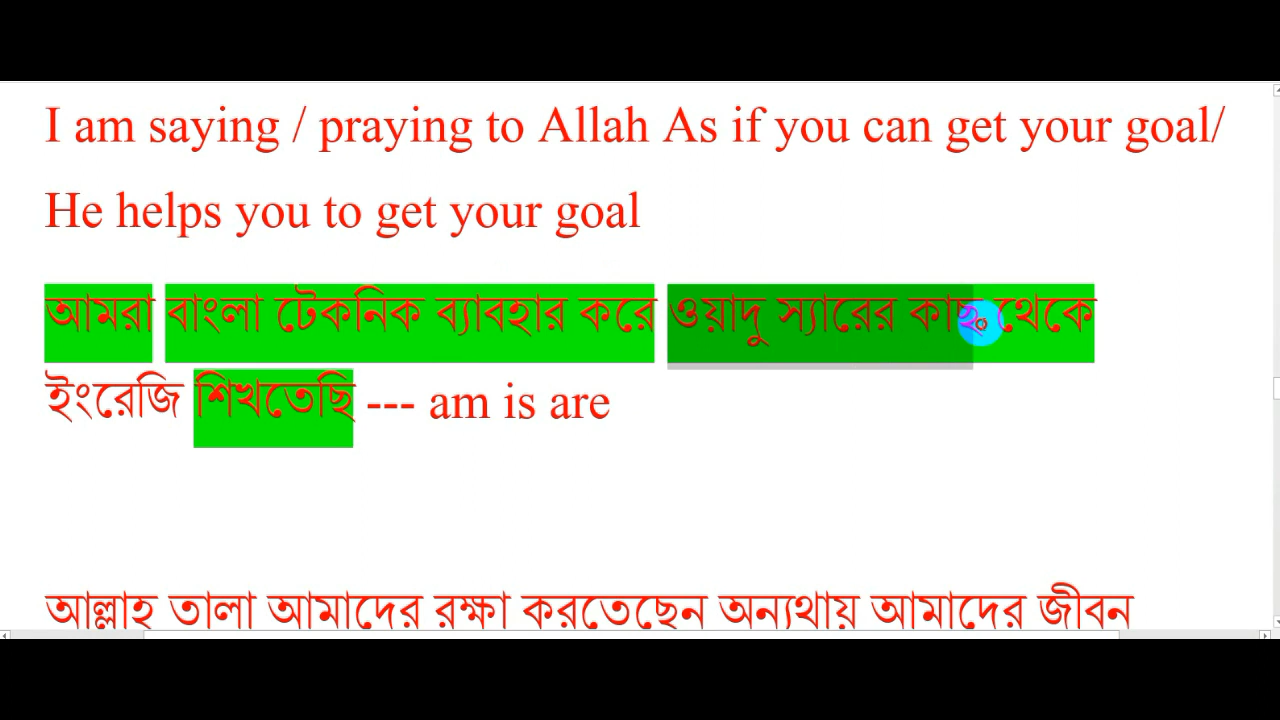 I am saying / praying to Allah As if you can get your goal/
He helps you to get your goal
আমরা বাংলা টেকনিক ব্যাবহার করে ওয়াদু স্যারের কাছ থেকে
ইংরেজি শিখতেছি --- am is are
আল্লাহ তালা আমাদের রক্ষা করতেছেন অন্যথায় আমাদের জীবন